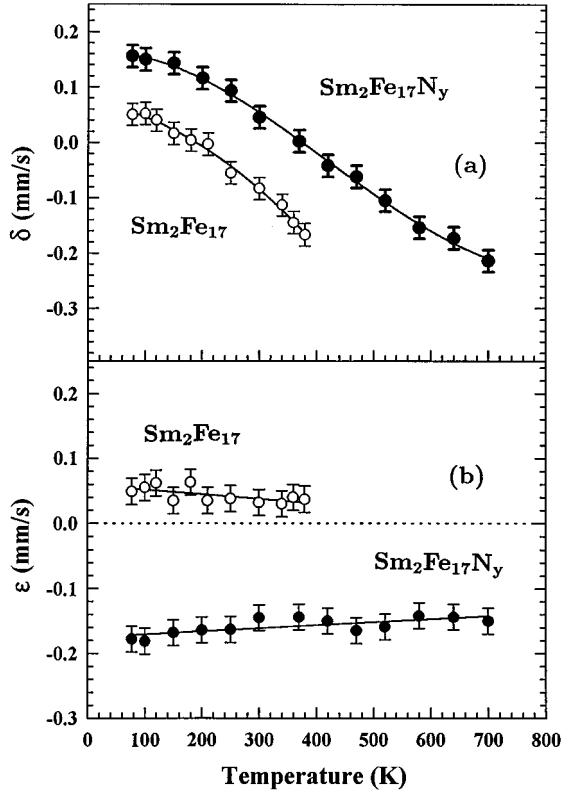 0.2
Sm₂Fe₁₇Nᵧ
0.1
0.0
(a)
δ (mm/s)
-0.1
Sm₂Fe₁₇
-0.2
-0.3
0.2
Sm₂Fe₁₇
0.1
(b)
0.0
ε (mm/s)
Sm₂Fe₁₇Nᵧ
-0.1
-0.2
-0.3
0 100 200 300 400 500 600 700 800
Temperature (K)